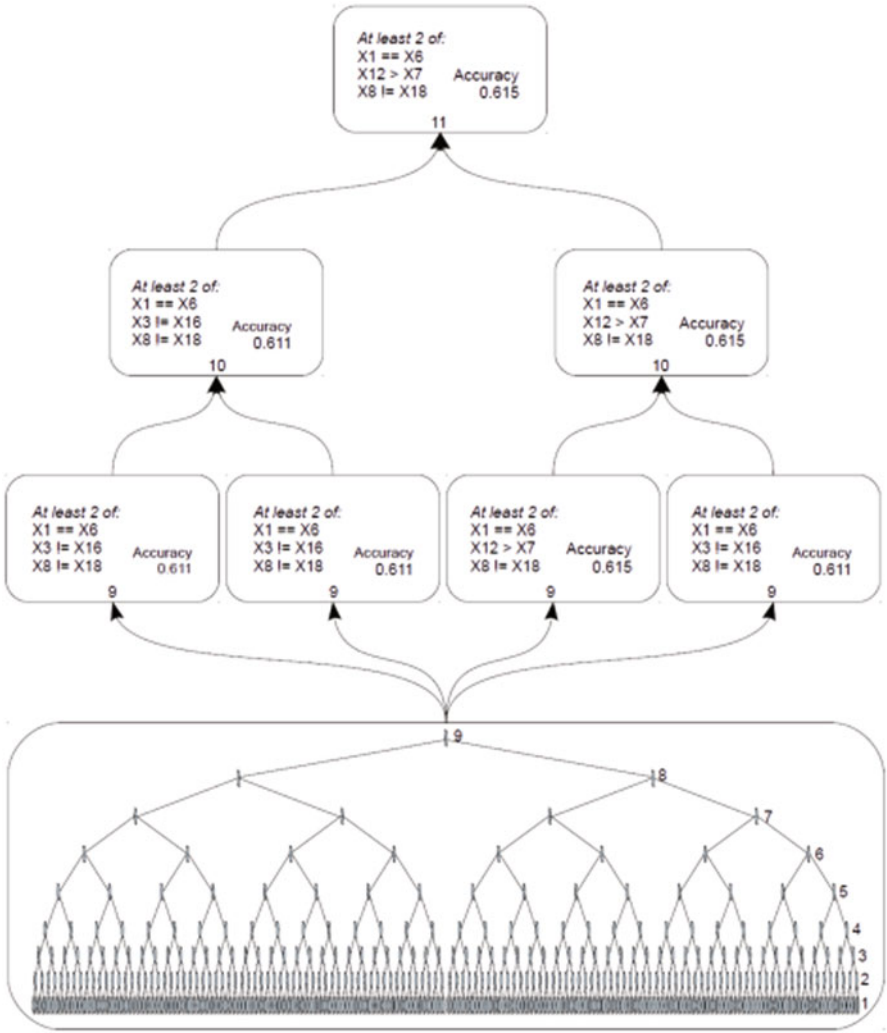 At least 2 of:
X1 == X6
X12 > X7 Accuracy
X8 != X18 0.615
11
At least 2 of:
X1 == X6
X3 != X16 Accuracy
X8 != X18 0.611
10
At least 2 of:
X1 == X6
X12 > X7 Accuracy
X8 != X18 0.615
10
At least 2 of:
X1 == X6
X3 != X16 Accuracy
X8 != X18 0.611
9
At least 2 of:
X1 == X6
X3 != X16 Accuracy
X8 != X18 0.611
9
At least 2 of:
X1 == X6
X12 > X7 Accuracy
X8 != X18 0.615
9
At least 2 of:
X1 == X6
X3 != X16 Accuracy
X8 != X18 0.611
9
9
8
7
6
5
4
3
2
1